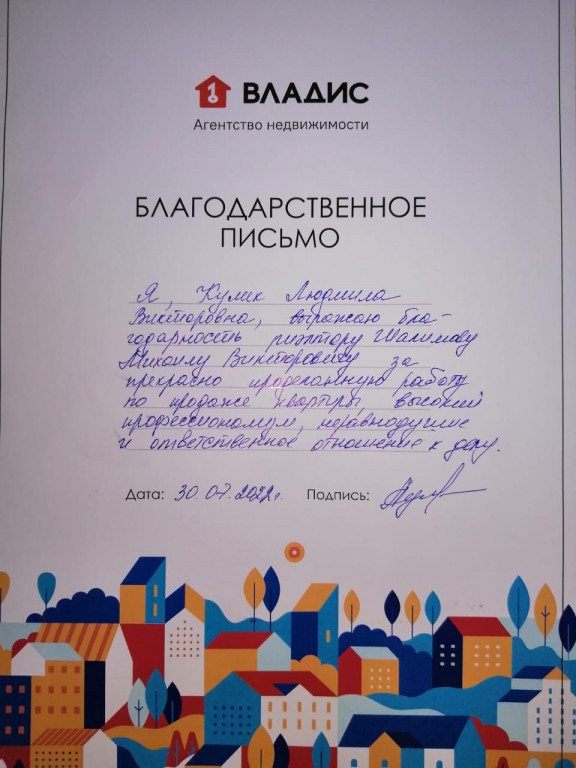 ВЛАДИС
Агентство недвижимости
БЛАГОДАРСТВЕННОЕ
ПИСЬМО
Я, Кулик Людмила
Викторовна, выражаю бла-
годарность риэлтору Шалимову
Михаилу Викторовичу за
прекрасно проделанную работу
по продаже квартиры, высокий
профессионализм, неравнодушие
и ответственное отношение к делу.
Дата: 30.07.2022г. Подпись: